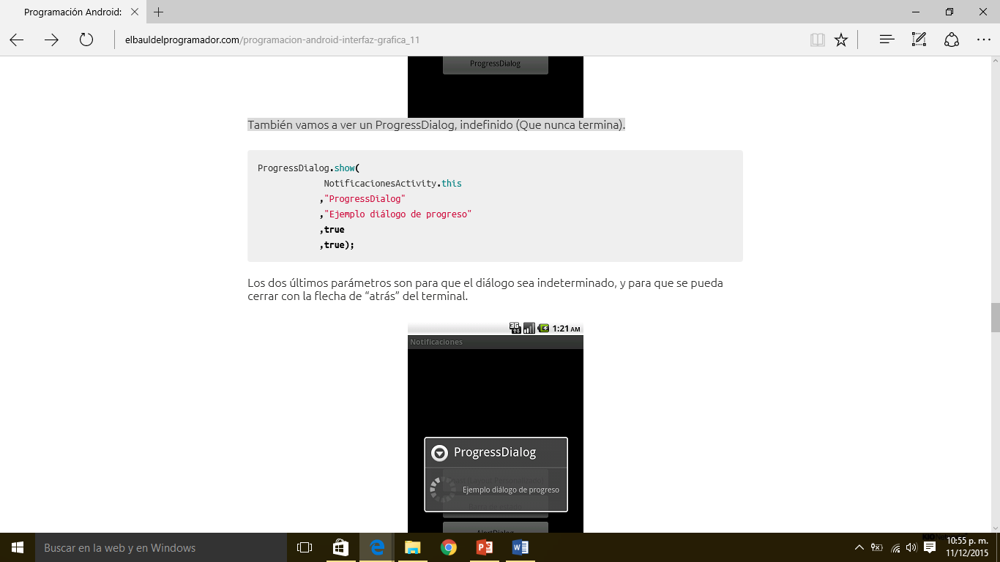 Programación Android:
elbauldelprogramador.com/programacion-android-interfaz-grafica_11
ProgressDialog
También vamos a ver un ProgressDialog, indefinido (Que nunca termina).
ProgressDialog.show(
NotificacionesActivity.this
,"ProgressDialog"
,"Ejemplo diálogo de progreso"
,true
,true);
Los dos últimos parámetros son para que el diálogo sea indeterminado, y para que se pueda
cerrar con la flecha de “atrás” del terminal.
3G 1:21 AM
Notificaciones
ProgressDialog
Ejemplo diálogo de progreso
AlertDialog
Buscar en la web y en Windows
10:55 p. m.
11/12/2015